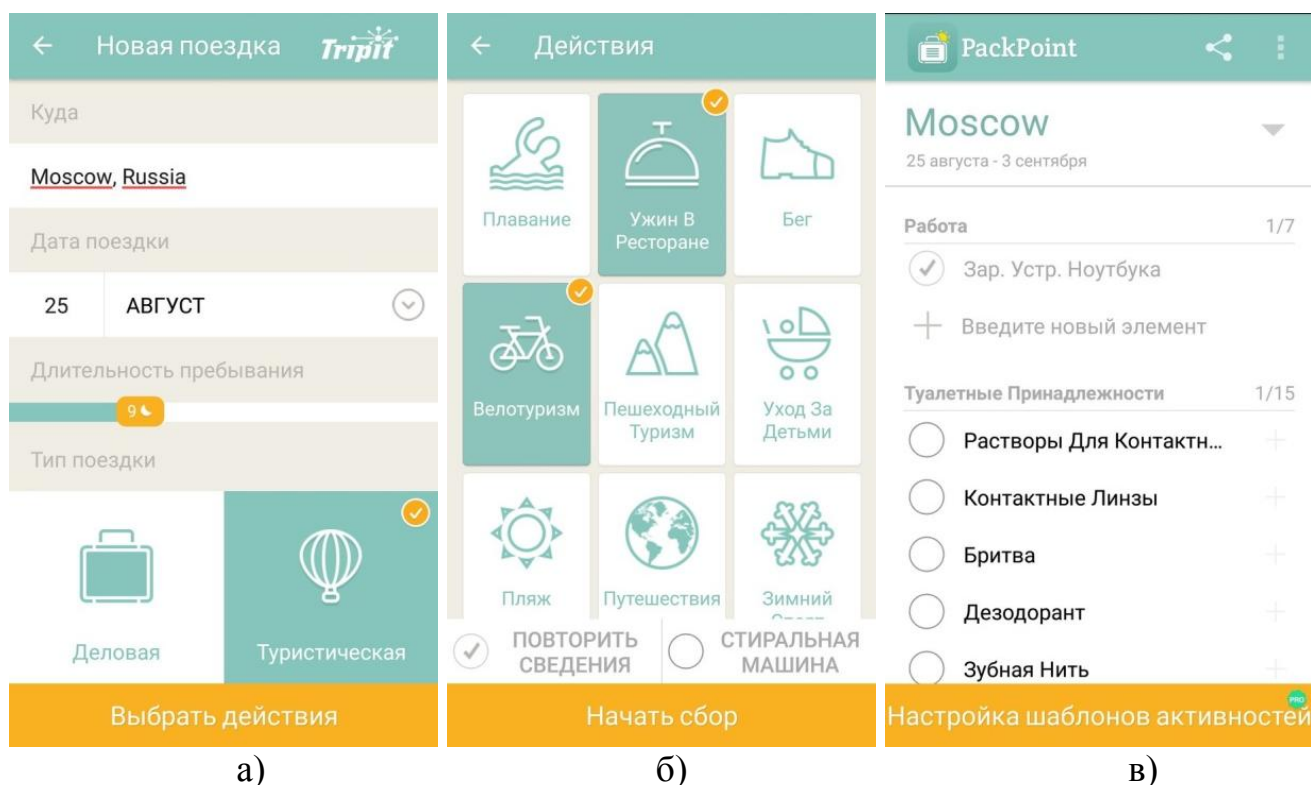 Новая поездка Tripit
Куда
Moscow, Russia
Дата поездки
25 АВГУСТ
Длительность пребывания
9
Тип поездки
Деловая Туристическая
Выбрать действия
а)
Действия
Плавание
Ужин В
Ресторане
Бег
Велотуризм
Пешеходный
Туризм
Уход За
Детьми
Пляж
Путешествия
Зимний
ПОВТОРИТЬ
СВЕДЕНИЯ
СТИРАЛЬНАЯ
МАШИНА
Начать сбор
б)
PackPoint
Moscow
25 августа - 3 сентября
Работа 1/7
Зар. Устр. Ноутбука
Введите новый элемент
Туалетные Принадлежности 1/15
Растворы Для Контактн...
Контактные Линзы
Бритва
Дезодорант
Зубная Нить
PRO
Настройка шаблонов активностей
в)